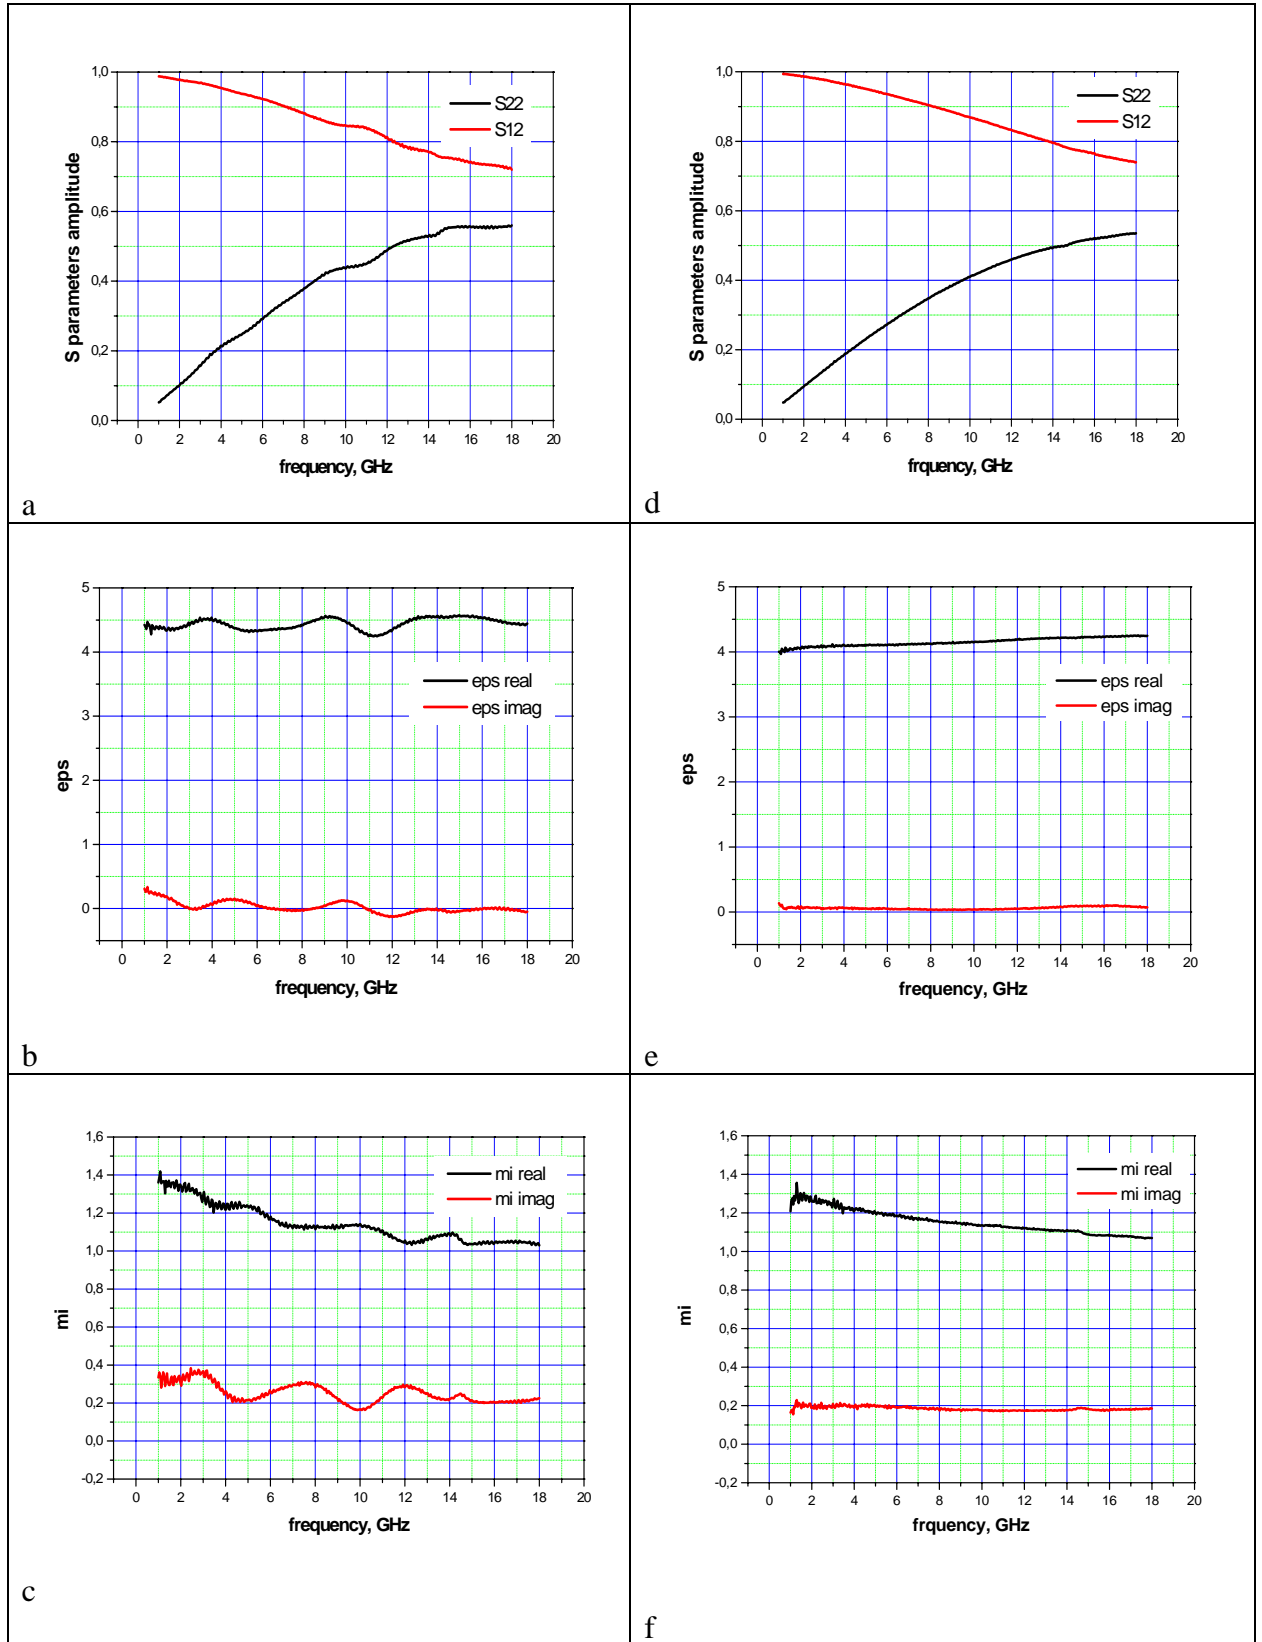 1,0
0,8
0,6
0,4
0,2
0,0
S parameters amplitude
S22
S12
0 2 4 6 8 10 12 14 16 18 20
frequency, GHz
a
1,0
0,8
0,6
0,4
0,2
0,0
S parameters amplitude
S22
S12
0 2 4 6 8 10 12 14 16 18 20
frquency, GHz
d
5
4
3
2
1
0
eps
eps real
eps imag
0 2 4 6 8 10 12 14 16 18 20
frequency, GHz
b
5
4
3
2
1
0
eps
eps real
eps imag
0 2 4 6 8 10 12 14 16 18 20
frequency, GHz
e
1,6
1,4
1,2
1,0
0,8
0,6
0,4
0,2
0,0
-0,2
mi
mi real
mi imag
0 2 4 6 8 10 12 14 16 18 20
frequency, GHz
c
1,6
1,4
1,2
1,0
0,8
0,6
0,4
0,2
0,0
-0,2
mi
mi real
mi imag
0 2 4 6 8 10 12 14 16 18 20
frquency, GHz
f